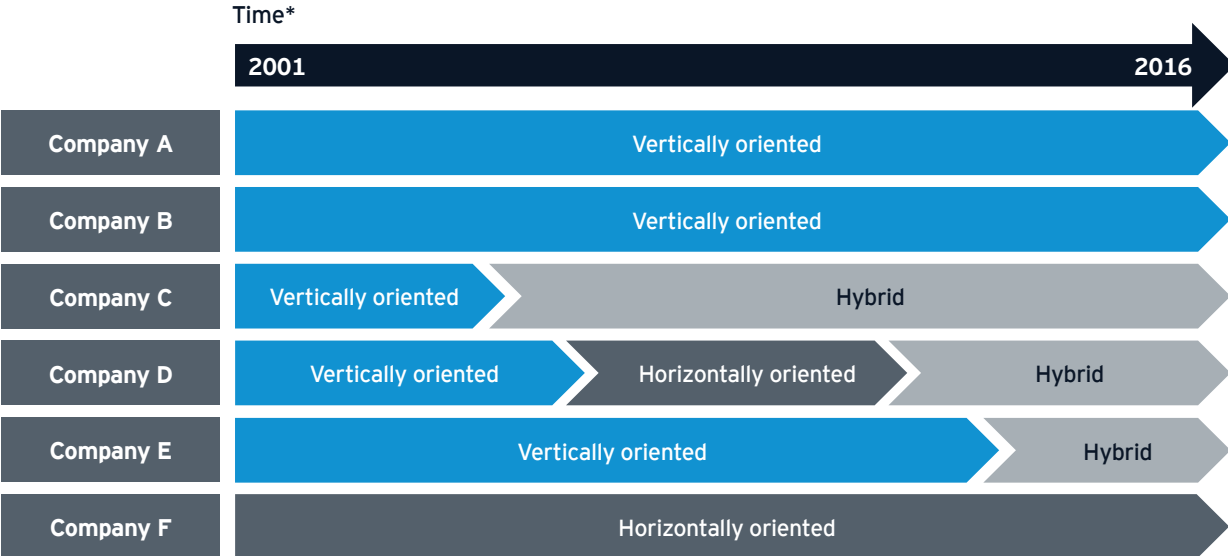 Time*
2001 2016
Company A Vertically oriented
Company B Vertically oriented
Company C Vertically oriented Hybrid
Company D Vertically oriented Horizontally oriented Hybrid
Company E Vertically oriented Hybrid
Company F Horizontally oriented